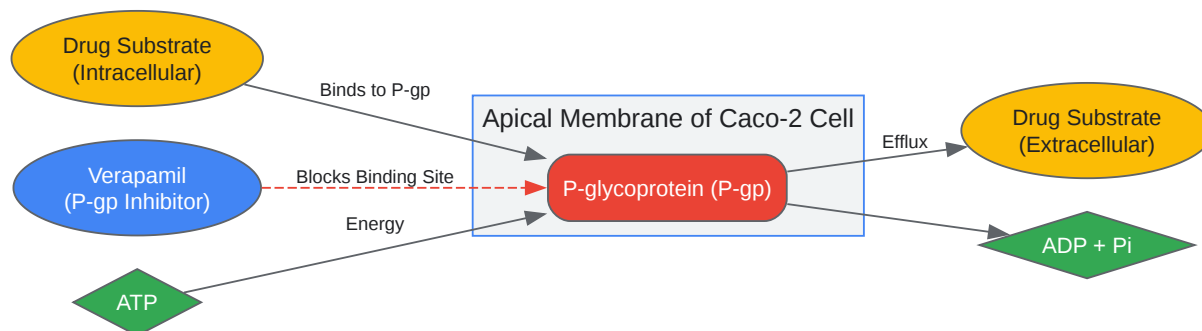 Drug Substrate
(Intracellular)
Binds to P-gp
Apical Membrane of Caco-2 Cell
Drug Substrate
(Extracellular)
Efflux
Verapamil
(P-gp Inhibitor)
Blocks Binding Site
P-glycoprotein (P-gp)
Energy
ADP + Pi
ATP